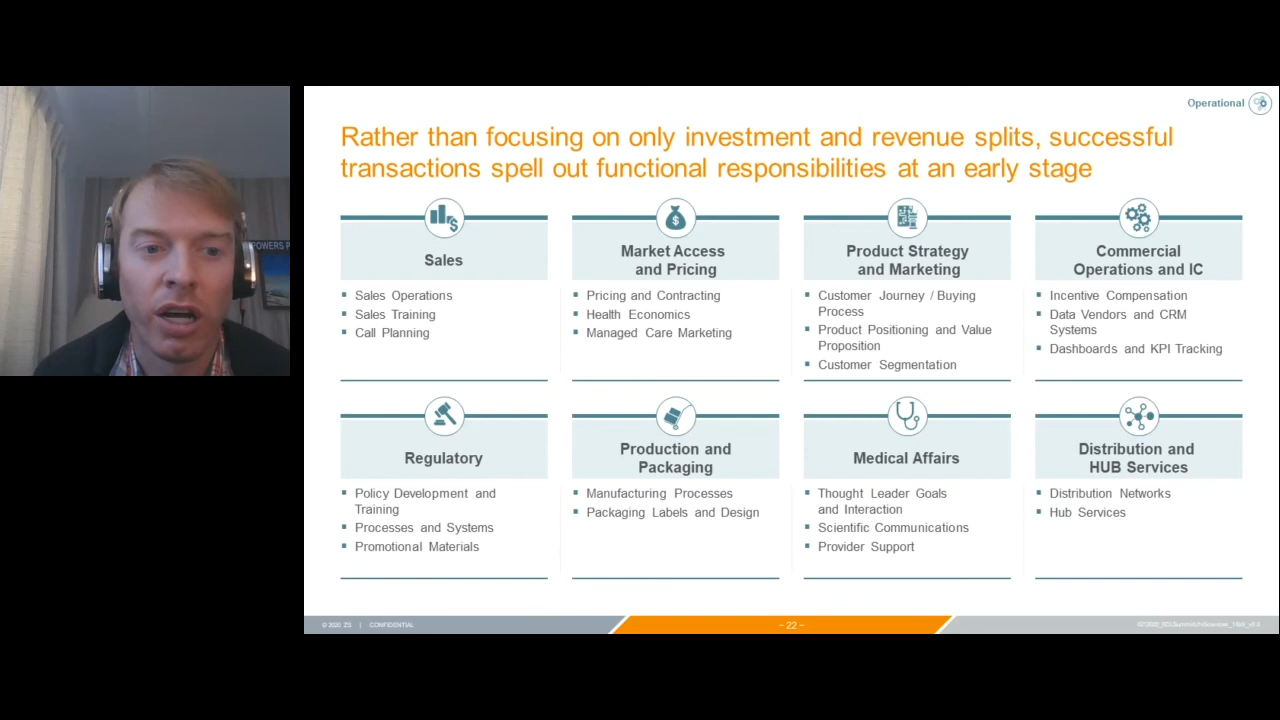 Operational
Rather than focusing on only investment and revenue splits, successful
transactions spell out functional responsibilities at an early stage
Sales
Sales Operations
Sales Training
Call Planning
Market Access
and Pricing
Pricing and Contracting
Health Economics
Managed Care Marketing
Product Strategy
and Marketing
Customer Journey / Buying
Process
Product Positioning and Value
Proposition
Customer Segmentation
Commercial
Operations and IC
Incentive Compensation
Data Vendors and CRM
Systems
Dashboards and KPI Tracking
Regulatory
Policy Development and
Training
Processes and Systems
Promotional Materials
Production and
Packaging
Manufacturing Processes
Packaging Labels and Design
Medical Affairs
Thought Leader Goals
and Interaction
Scientific Communications
Provider Support
Distribution and
HUB Services
Distribution Networks
Hub Services
POWERS P
© 2020 ZS | CONFIDENTIAL
– 22 –